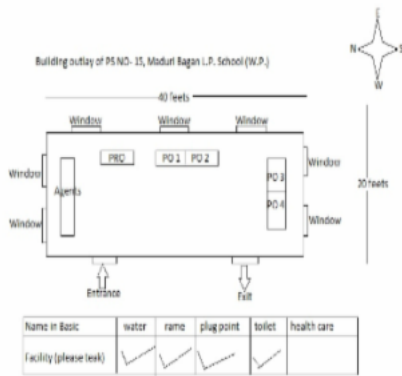 E
N S
W
Building outlay of PS NO- 15, Maduri Bagan L.P. School (W.P.)
40 feets
Window Window Window
PRO PO 1 PO 2
Window Agents PO 3 Window
20 feets
Window PO 4 Window
Entrance Exit
Name in Basic water rame plug point toilet health care
Facility (please teak)